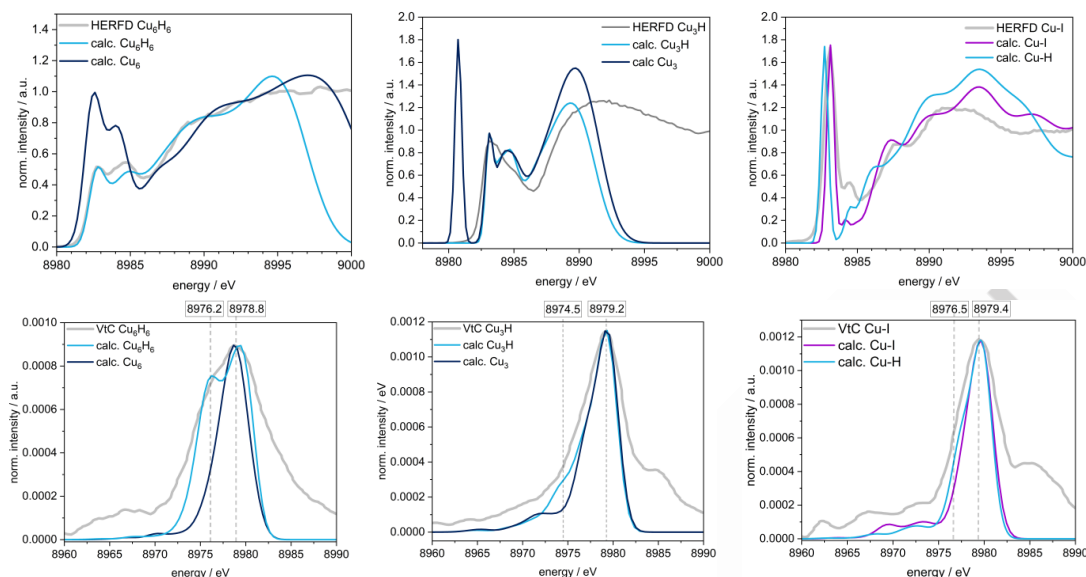 HERFD Cu₆H₆
calc. Cu₆H₆
calc. Cu₆
norm. intensity / a.u.
1.4
1.2
1.0
0.8
0.6
0.4
0.2
0.0
8980 8985 8990 8995 9000
energy / eV
HERFD Cu₃H
calc. Cu₃H
calc Cu₃
norm. intensity / a.u.
2.0
1.8
1.6
1.4
1.2
1.0
0.8
0.6
0.4
0.2
0.0
8980 8985 8990 8995 9000
energy / eV
HERFD Cu-I
calc. Cu-I
calc. Cu-H
norm. intensity / a.u.
2.0
1.8
1.6
1.4
1.2
1.0
0.8
0.6
0.4
0.2
0.0
8980 8985 8990 8995 9000
energy / eV
8976.2 8978.8
VtC Cu₆H₆
calc. Cu₆H₆
calc. Cu₆
norm. intensity / a.u.
0.0010
0.0008
0.0006
0.0004
0.0002
0.0000
8960 8970 8980 8990
energy / eV
8974.5 8979.2
VtC Cu₃H
calc. Cu₃H
calc. Cu₃
norm. intensity / eV
0.0012
0.0010
0.0008
0.0006
0.0004
0.0002
0.0000
8960 8965 8970 8975 8980 8985 8990
energy / eV
8976.5 8979.4
VtC Cu-I
calc. Cu-I
calc. Cu-H
norm. intensity / a.u.
0.0012
0.0010
0.0008
0.0006
0.0004
0.0002
0.0000
8960 8965 8970 8975 8980 8985 8990
energy / eV